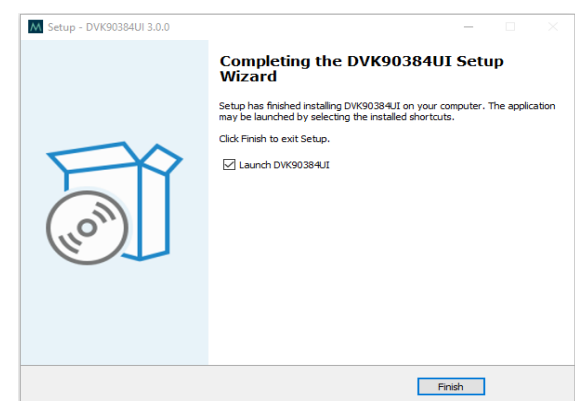 Setup - DVK90384UI 3.0.0
Completing the DVK90384UI Setup
Wizard
Setup has finished installing DVK90384UI on your computer. The application
may be launched by selecting the installed shortcuts.
Click Finish to exit Setup.
Launch DVK90384UI
Finish